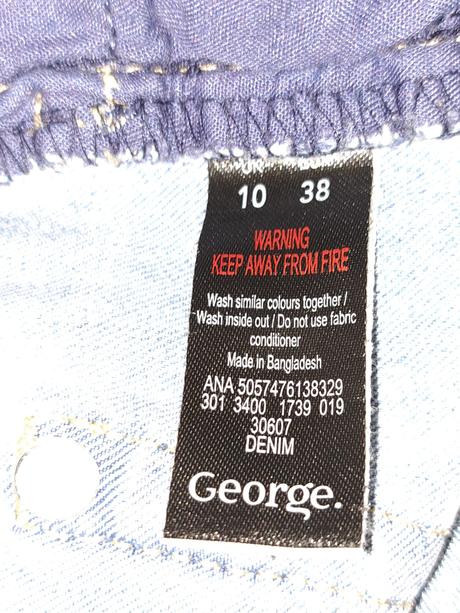 10 38
WARNING
KEEP AWAY FROM FIRE
Wash similar colours together /
Wash inside out / Do not use fabric
conditioner
Made in Bangladesh
ANA 5057476138329
301 3400 1739 019
30607
DENIM
George.